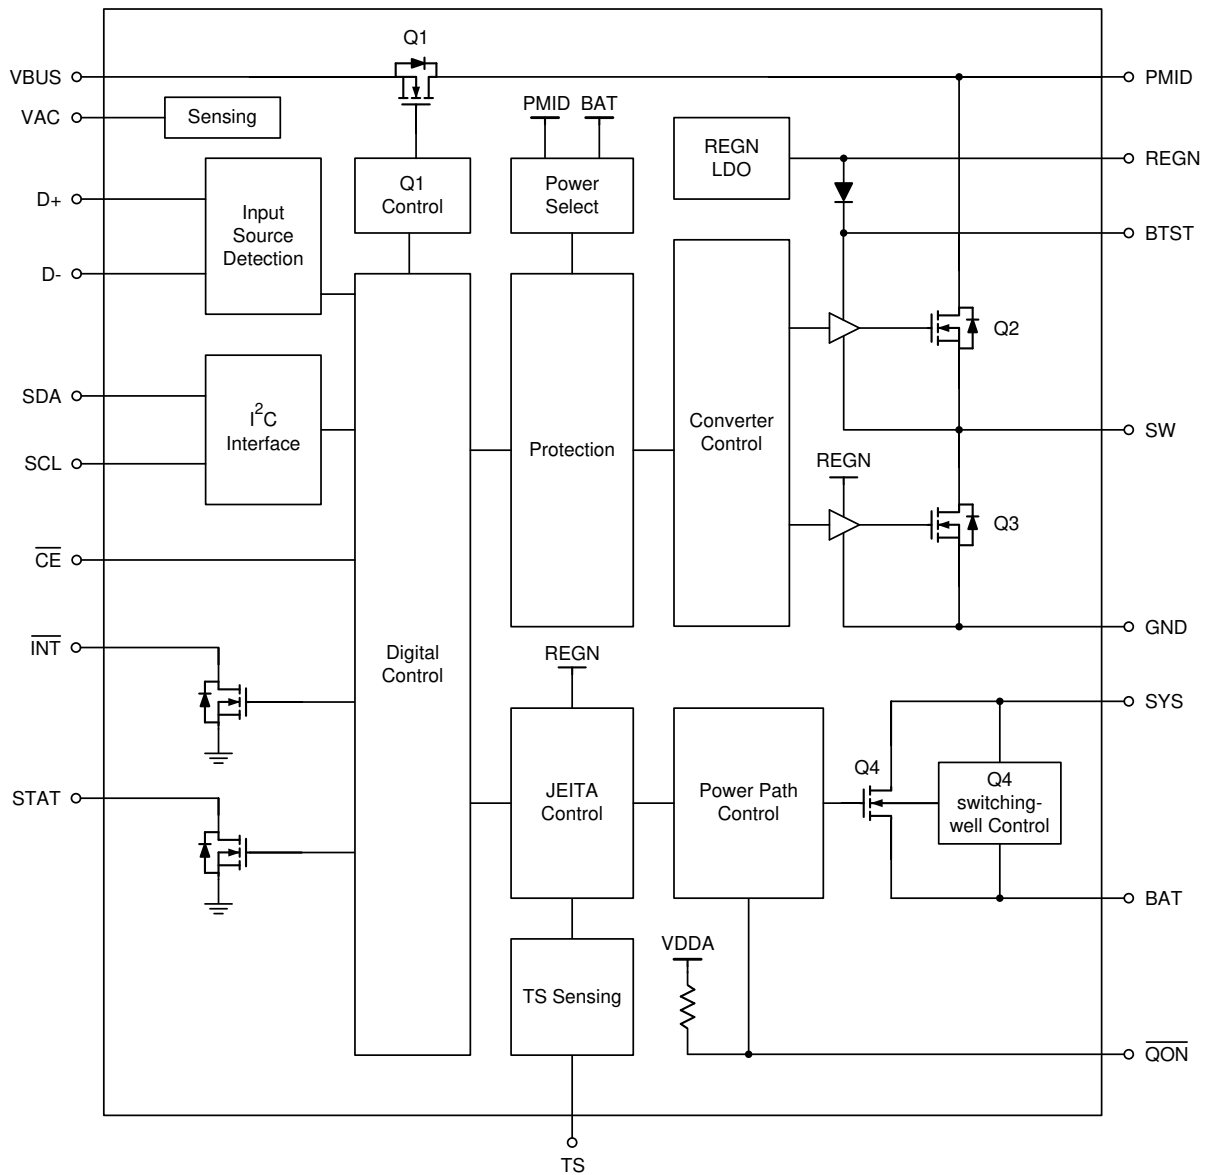 Q1
VBUS
PMID
VAC
Sensing
PMID
BAT
REGN
LDO
REGN
D+
Input
Source
Detection
Q1
Control
Power
Select
BTST
D-
Q2
SDA
I²C
Interface
SCL
Protection
Converter
Control
SW
REGN
Q3
CE
INT
Digital
Control
REGN
GND
SYS
STAT
JEITA
Control
Power Path
Control
Q4
Q4
switching-
well Control
BAT
TS Sensing
VDDA
QON
TS